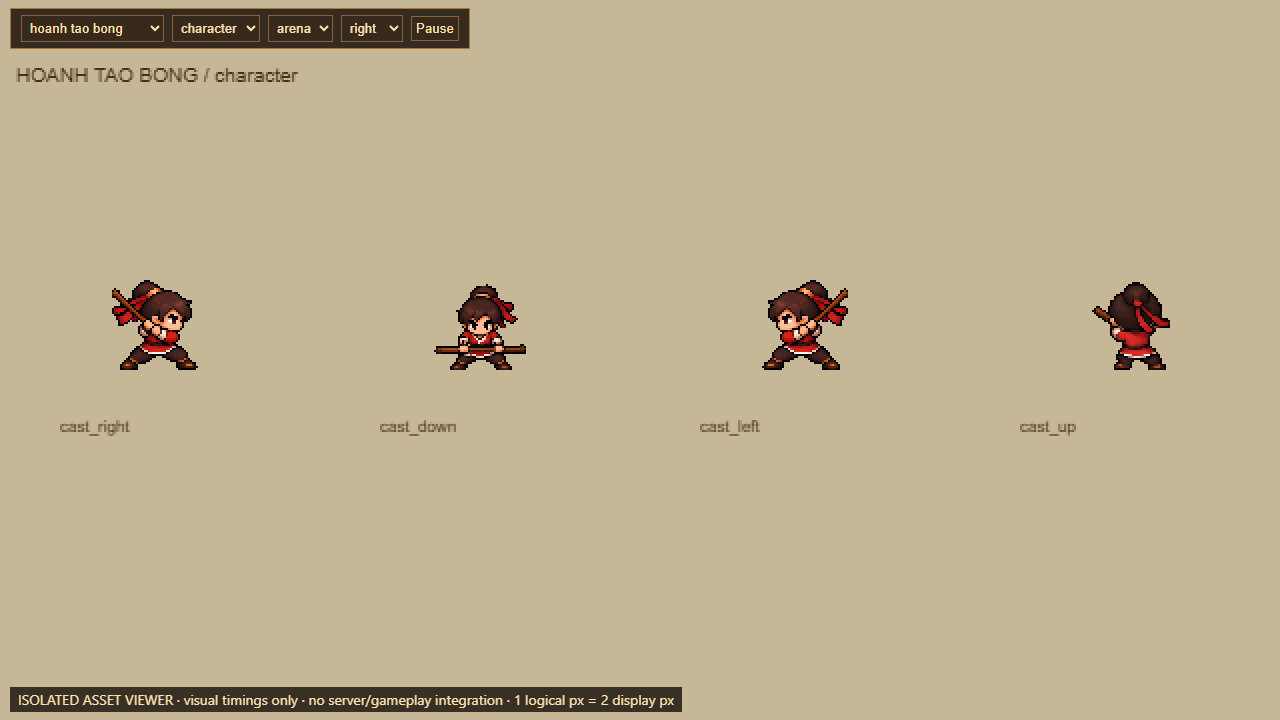 hoanh tao bong character arena right Pause
HOANH TAO BONG / character
cast_right cast_down cast_left cast_up
ISOLATED ASSET VIEWER · visual timings only · no server/gameplay integration · 1 logical px = 2 display px